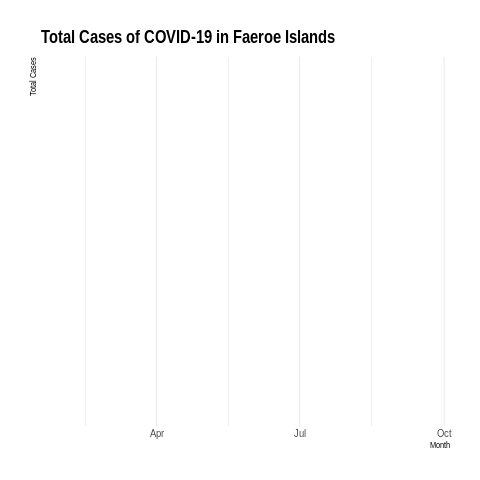 Total Cases of COVID-19 in Faeroe Islands
Total Cases
Apr Jul Oct
Month